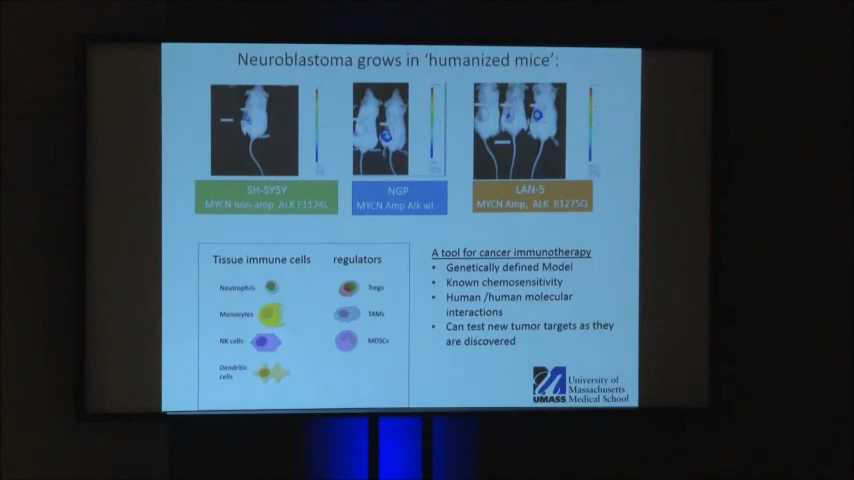 Neuroblastoma grows in ‘humanized mice’:
SH-SY5Y
MYCN non-amp ALK F1174L
NGP
MYCN Amp Alk wt
LAN-5
MYCN Amp, ALK R1275Q
Tissue immune cells
Neutrophils
Monocytes
NK cells
Dendritic
cells
regulators
Tregs
TAMs
MDSCs
A tool for cancer immunotherapy
• Genetically defined Model
• Known chemosensitivity
• Human /human molecular
interactions
• Can test new tumor targets as they
are discovered
UMASS
University of
Massachusetts
Medical School